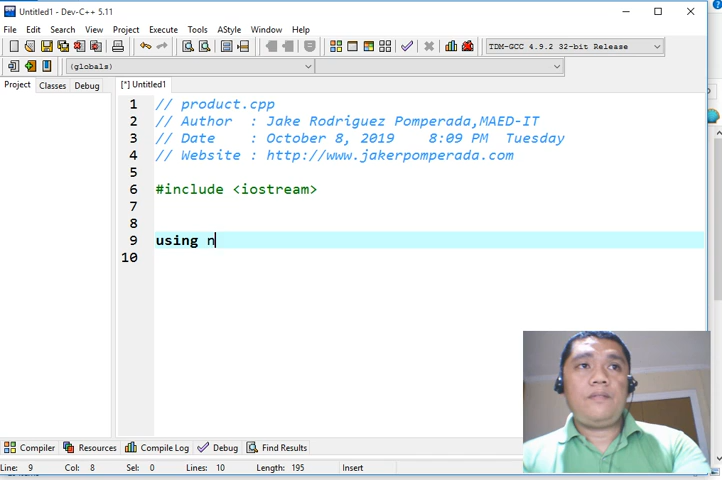 Untitled1 - Dev-C++ 5.11
File Edit Search View Project Execute Tools AStyle Window Help
TDM-GCC 4.9.2 32-bit Release
(globals)
Project Classes Debug [*] Untitled1
1 // product.cpp
2 // Author : Jake Rodriguez Pomperada,MAED-IT
3 // Date : October 8, 2019 8:09 PM Tuesday
4 // Website : http://www.jakerpomperada.com
5
6 #include <iostream>
7
8
9 using n
10
Compiler Resources Compile Log Debug Find Results
Line: 9 Col: 8 Sel: 0 Lines: 10 Length: 195 Insert